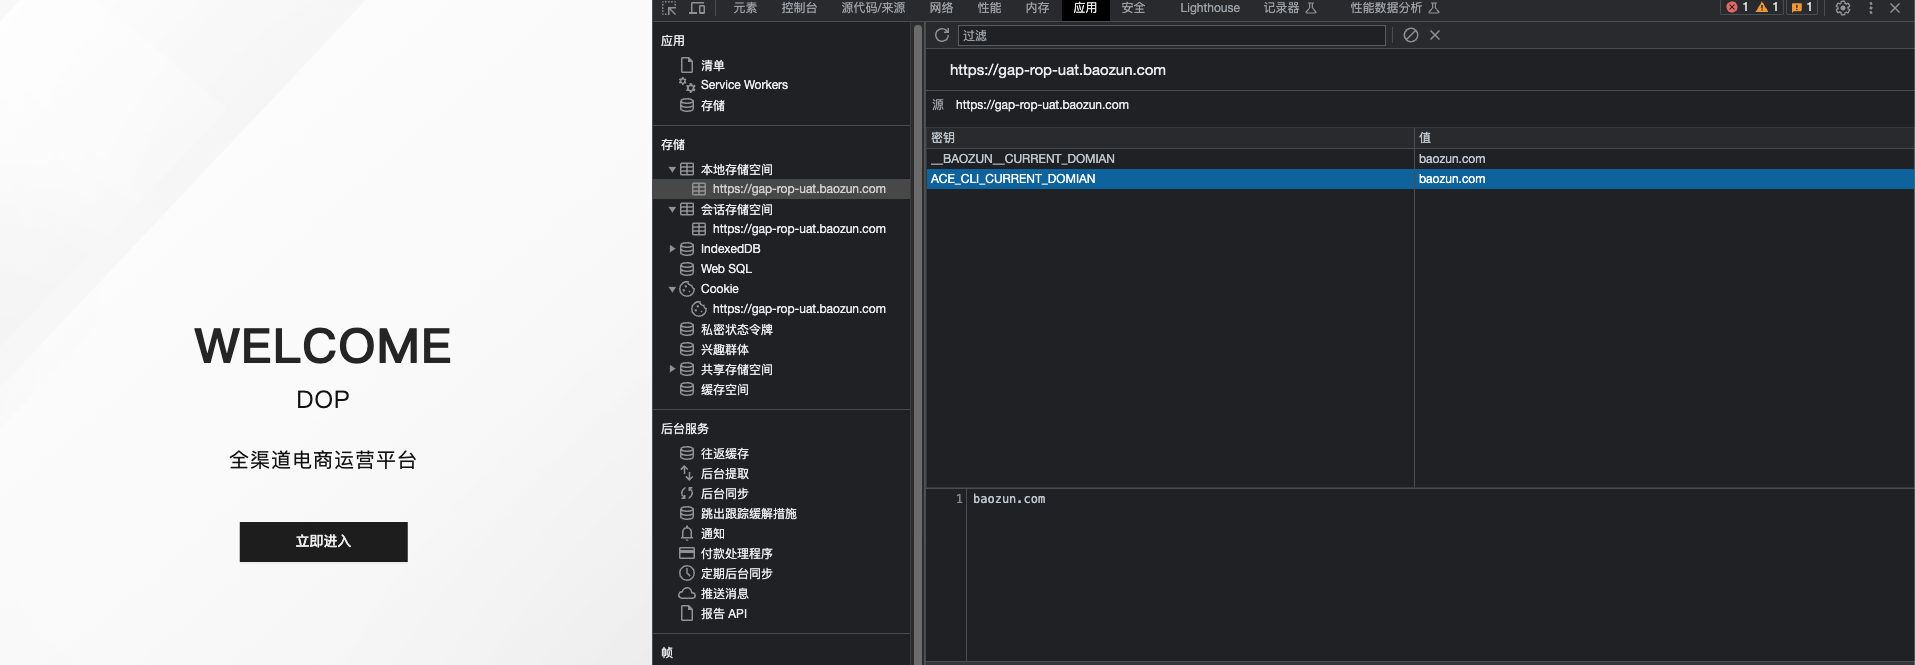 WELCOME
DOP
全渠道电商运营平台
立即进入
元素 控制台 源代码/来源 网络 性能 内存 应用 安全 Lighthouse 记录器 性能数据分析 1 1 1
应用
清单
Service Workers
存储
存储
本地存储空间
https://gap-rop-uat.baozun.com
会话存储空间
https://gap-rop-uat.baozun.com
IndexedDB
Web SQL
Cookie
https://gap-rop-uat.baozun.com
私密状态令牌
兴趣群体
共享存储空间
缓存空间
后台服务
往返缓存
后台提取
后台同步
跳出跟踪缓解措施
通知
付款处理程序
定期后台同步
推送消息
报告 API
帧
过滤
https://gap-rop-uat.baozun.com
源 https://gap-rop-uat.baozun.com
密钥 值
__BAOZUN__CURRENT_DOMIAN baozun.com
ACE_CLI_CURRENT_DOMIAN baozun.com
1 baozun.com